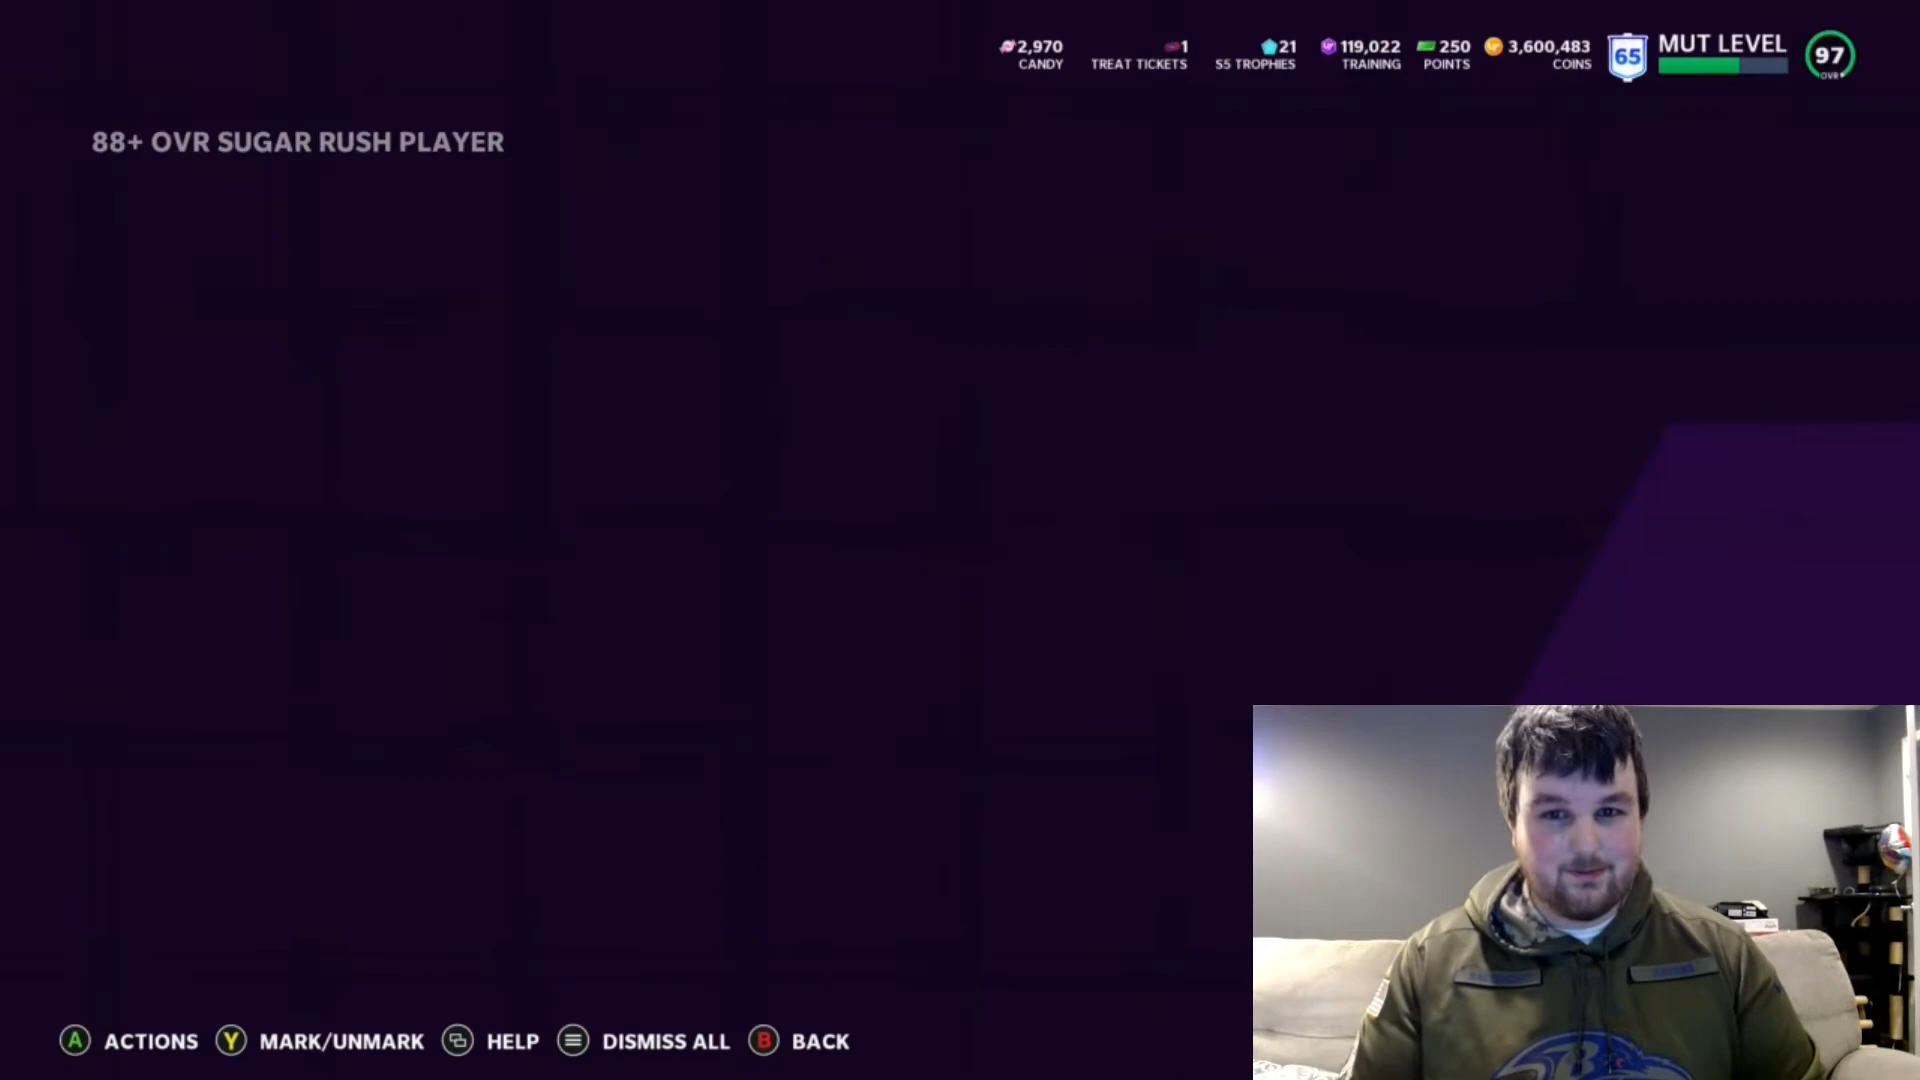 2,970 1 21 119,022 250 3,600,483 65 MUT LEVEL 97
CANDY TREAT TICKETS S5 TROPHIES TRAINING POINTS COINS OVR
88+ OVR SUGAR RUSH PLAYER
A ACTIONS Y MARK/UNMARK HELP DISMISS ALL B BACK